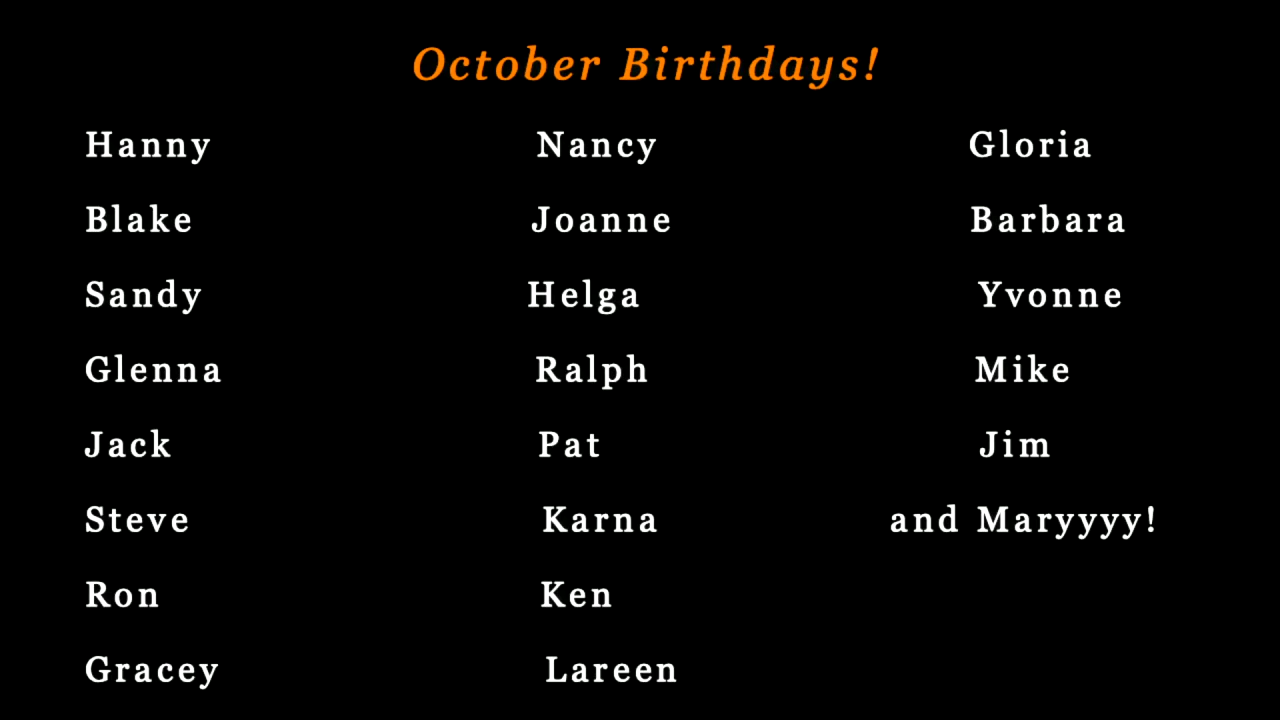 October Birthdays!
Hanny Nancy Gloria
Blake Joanne Barbara
Sandy Helga Yvonne
Glenna Ralph Mike
Jack Pat Jim
Steve Karna and Maryyyy!
Ron Ken
Gracey Lareen